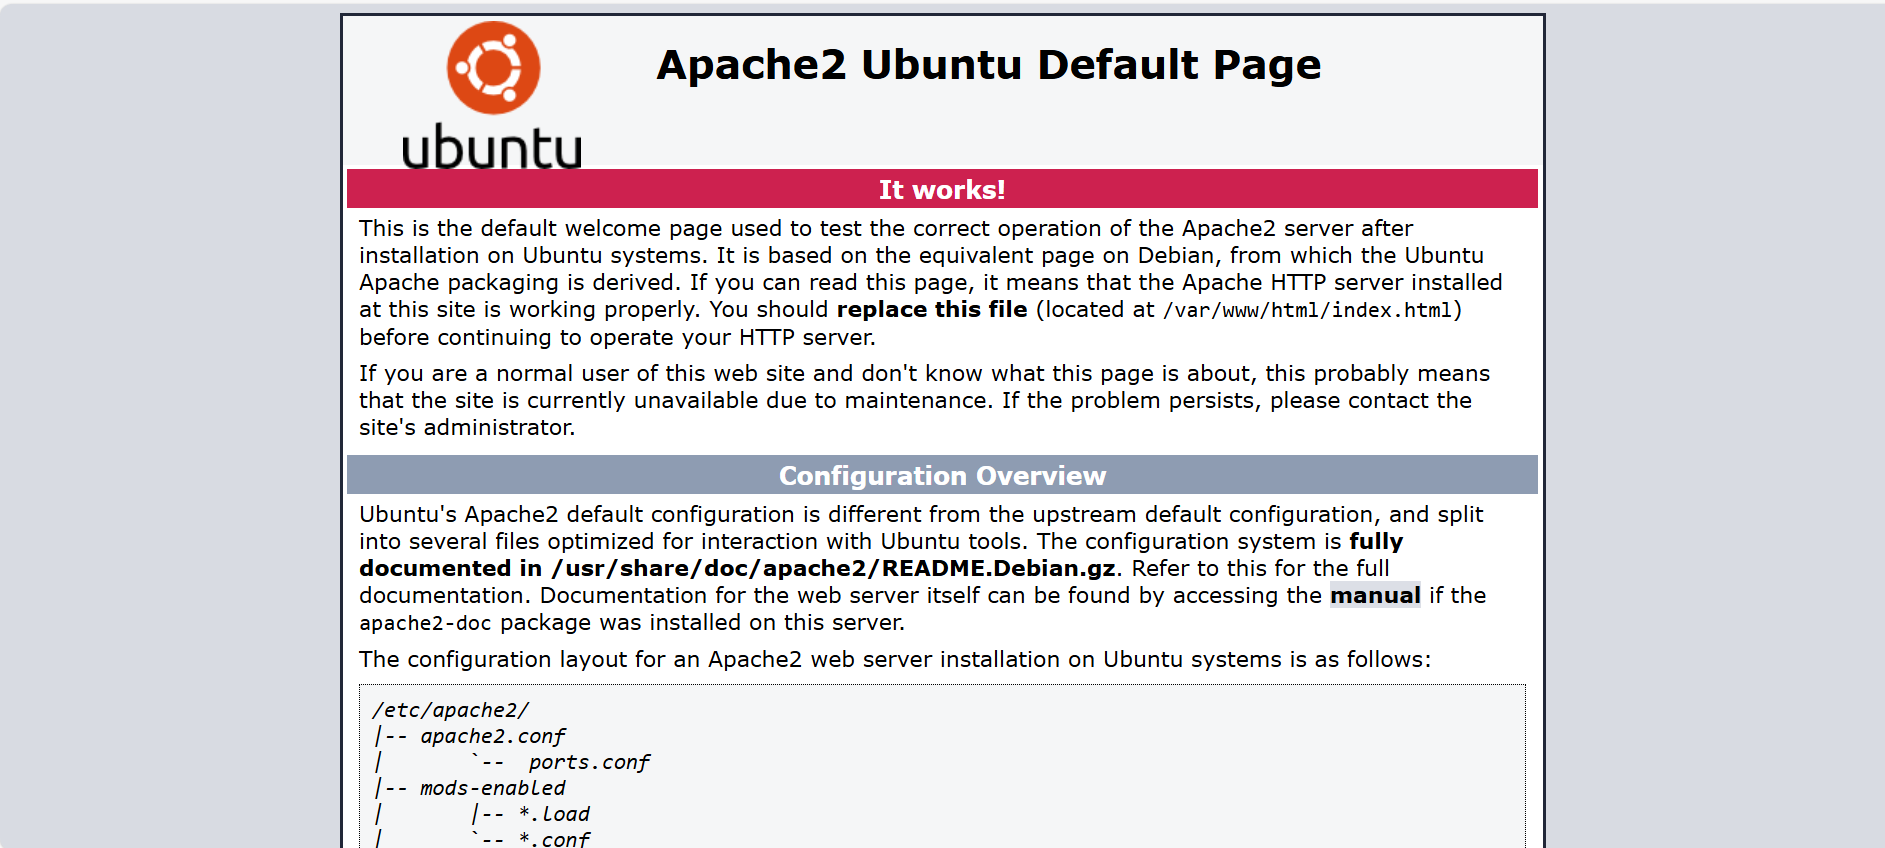 ubuntu
Apache2 Ubuntu Default Page
It works!
This is the default welcome page used to test the correct operation of the Apache2 server after
installation on Ubuntu systems. It is based on the equivalent page on Debian, from which the Ubuntu
Apache packaging is derived. If you can read this page, it means that the Apache HTTP server installed
at this site is working properly. You should replace this file (located at /var/www/html/index.html)
before continuing to operate your HTTP server.
If you are a normal user of this web site and don't know what this page is about, this probably means
that the site is currently unavailable due to maintenance. If the problem persists, please contact the
site's administrator.
Configuration Overview
Ubuntu's Apache2 default configuration is different from the upstream default configuration, and split
into several files optimized for interaction with Ubuntu tools. The configuration system is fully
documented in /usr/share/doc/apache2/README.Debian.gz. Refer to this for the full
documentation. Documentation for the web server itself can be found by accessing the manual if the
apache2-doc package was installed on this server.
The configuration layout for an Apache2 web server installation on Ubuntu systems is as follows:
/etc/apache2/
|-- apache2.conf
|       `--  ports.conf
|-- mods-enabled
|       |-- *.load
|       `-- *.conf